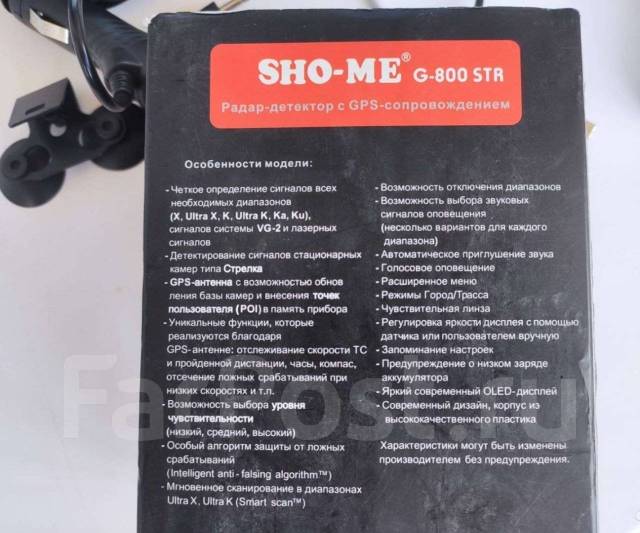 SHO-ME® G-800 STR
Радар-детектор с GPS-сопровождением
Особенности модели:
- Четкое определение сигналов всех
необходимых диапазонов
(X, Ultra X, K, Ultra K, Ka, Ku),
сигналов системы VG-2 и лазерных
сигналов
- Детектирование сигналов стационарных
камер типа Стрелка
- GPS-антенна с возможностью обнов
ления базы камер и внесения точек
пользователя (POI) в память прибора
- Уникальные функции, которые
реализуются благодаря
GPS-антенне: отслеживание скорости ТС
и пройденной дистанции, часы, компас,
отсечение ложных срабатываний при
низких скоростях и т.п.
- Возможность выбора уровня
чувствительности
(низкий, средний, высокий)
- Особый алгоритм защиты от ложных
срабатываний
(Intelligent anti - falsing algorithm™)
- Мгновенное сканирование в диапазонах
Ultra X, Ultra K (Smart scan™)
- Возможность отключения диапазонов
- Возможность выбора звуковых
сигналов оповещения
(несколько вариантов для каждого
диапазона)
- Автоматическое приглушение звука
- Голосовое оповещение
- Расширенное меню
- Режимы Город/Трасса
- Чувствительная линза
- Регулировка яркости дисплея с помощью
датчика или пользователем вручную
- Запоминание настроек
- Предупреждение о низком заряде
аккумулятора
- Яркий современный OLED-дисплей
- Современный дизайн, корпус из
высококачественного пластика
Характеристики могут быть изменены
производителем без предупреждения.